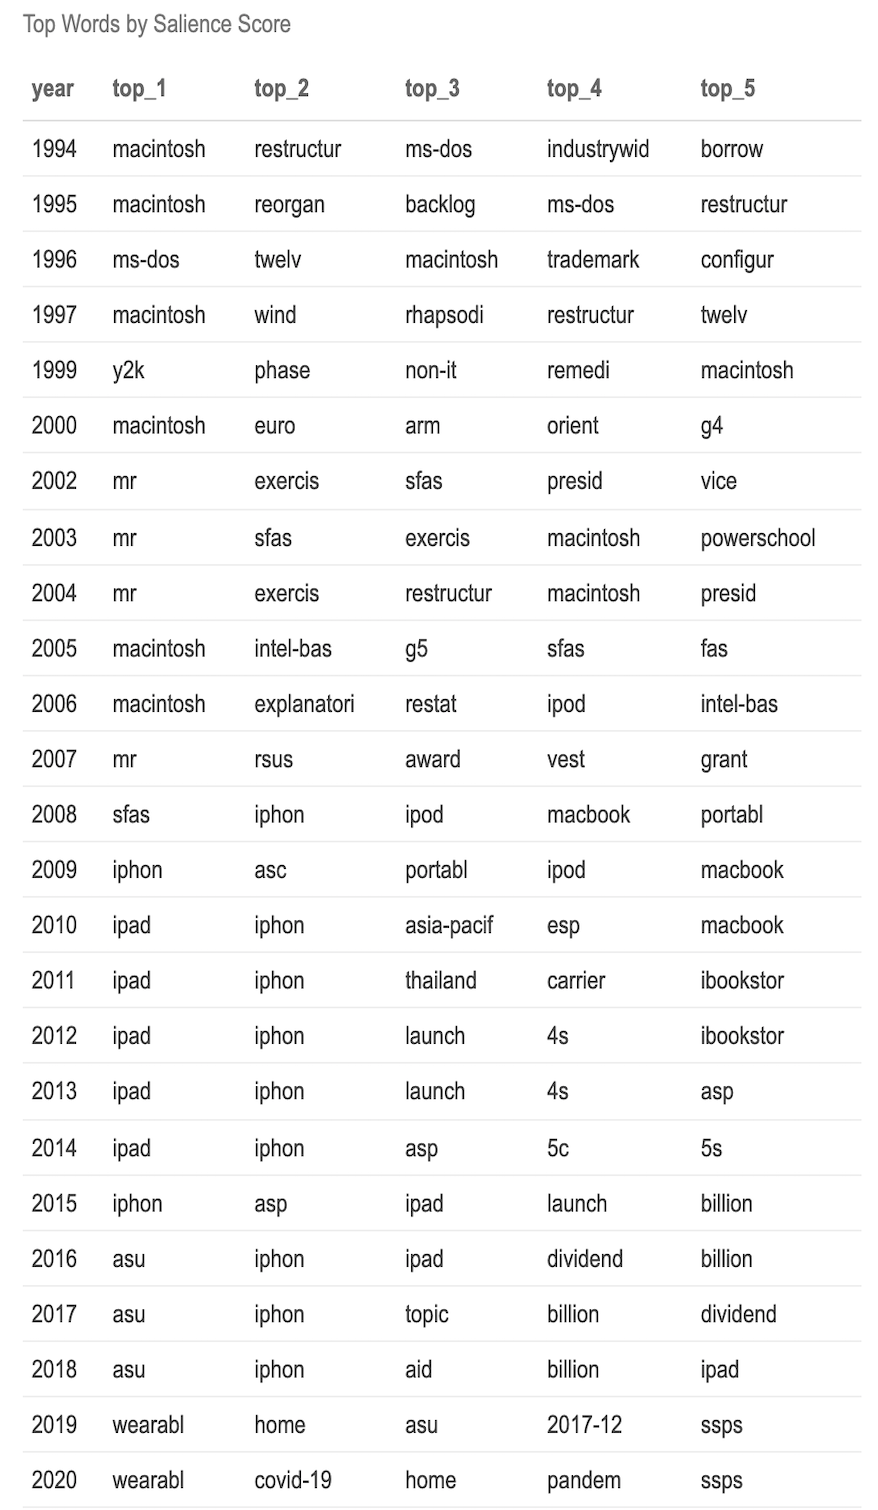 Top Words by Salience Score
year top_1 top_2 top_3 top_4 top_5
1994 macintosh restructur ms-dos industrywid borrow
1995 macintosh reorgan backlog ms-dos restructur
1996 ms-dos twelv macintosh trademark configur
1997 macintosh wind rhapsodi restructur twelv
1999 y2k phase non-it remedi macintosh
2000 macintosh euro arm orient g4
2002 mr exercis sfas presid vice
2003 mr sfas exercis macintosh powerschool
2004 mr exercis restructur macintosh presid
2005 macintosh intel-bas g5 sfas fas
2006 macintosh explanatori restat ipod intel-bas
2007 mr rsus award vest grant
2008 sfas iphon ipod macbook portabl
2009 iphon asc portabl ipod macbook
2010 ipad iphon asia-pacif esp macbook
2011 ipad iphon thailand carrier ibookstor
2012 ipad iphon launch 4s ibookstor
2013 ipad iphon launch 4s asp
2014 ipad iphon asp 5c 5s
2015 iphon asp ipad launch billion
2016 asu iphon ipad dividend billion
2017 asu iphon topic billion dividend
2018 asu iphon aid billion ipad
2019 wearabl home asu 2017-12 ssps
2020 wearabl covid-19 home pandem ssps